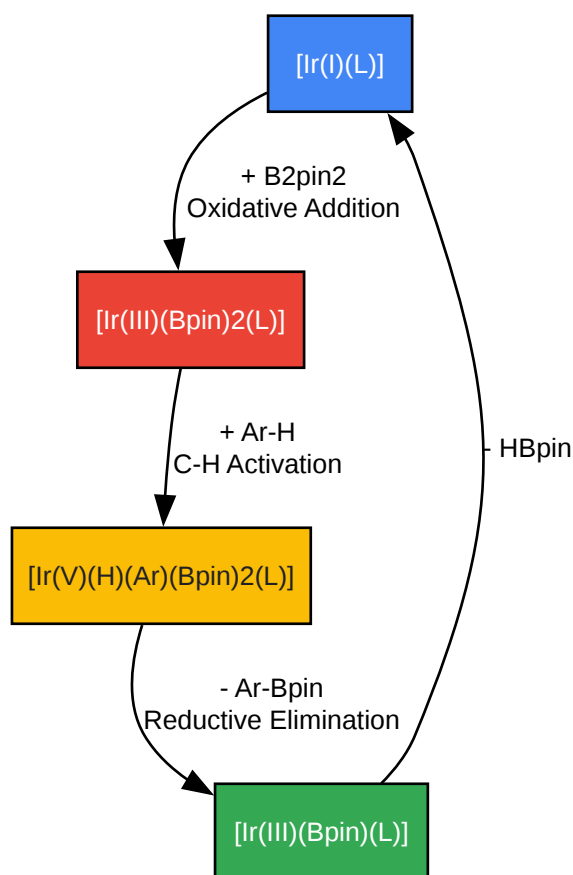 [Ir(I)(L)]
+ B2pin2
Oxidative Addition
[Ir(III)(Bpin)2(L)]
+ Ar-H
C-H Activation
- HBpin
[Ir(V)(H)(Ar)(Bpin)2(L)]
- Ar-Bpin
Reductive Elimination
[Ir(III)(Bpin)(L)]